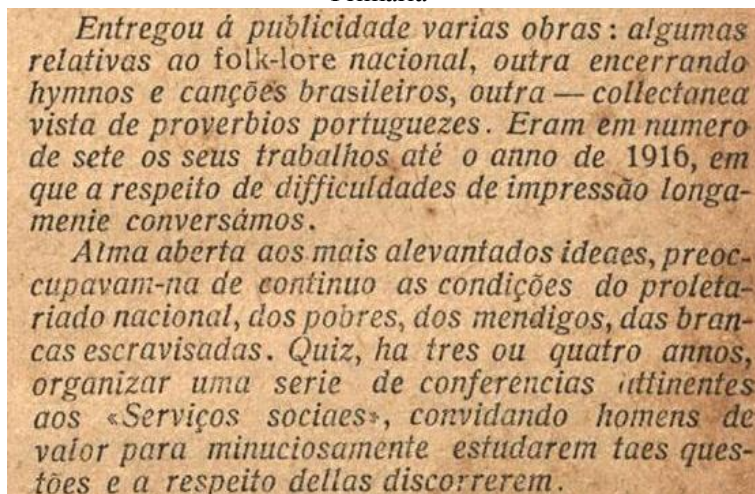 Entregou á publicidade varias obras : algumas
relativas ao folk-lore nacional, outra encerrando
hymnos e canções brasileiros, outra — collectanea
vista de proverbios portuguezes. Eram em numero
de sete os seus trabalhos até o anno de 1916, em
que a respeito de difficuldades de impressão longa-
menie conversámos.
Alma aberta aos mais alevantados ideaes, preoc-
cupavam-na de continuo as condições do proleta-
riado nacional, dos pobres, dos mendigos, das bran-
cas escravisadas. Quiz, ha tres ou quatro annos,
organizar uma serie de conferencias attinentes
aos «Serviços sociaes», convidando homens de
valor para minuciosamente estudarem taes ques-
tões e a respeito dellas discorrerem.